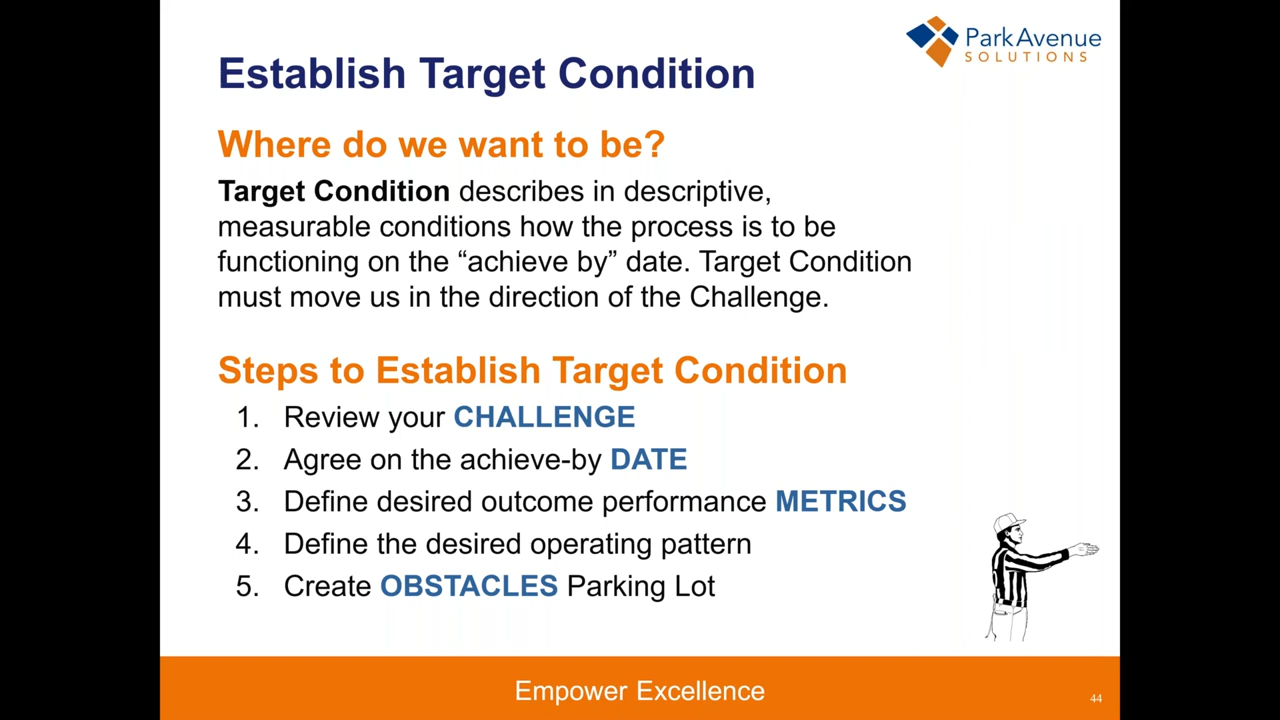 ParkAvenue
SOLUTIONS
Establish Target Condition
Where do we want to be?
Target Condition describes in descriptive,
measurable conditions how the process is to be
functioning on the “achieve by” date. Target Condition
must move us in the direction of the Challenge.
Steps to Establish Target Condition
1. Review your CHALLENGE
2. Agree on the achieve-by DATE
3. Define desired outcome performance METRICS
4. Define the desired operating pattern
5. Create OBSTACLES Parking Lot
Empower Excellence
44